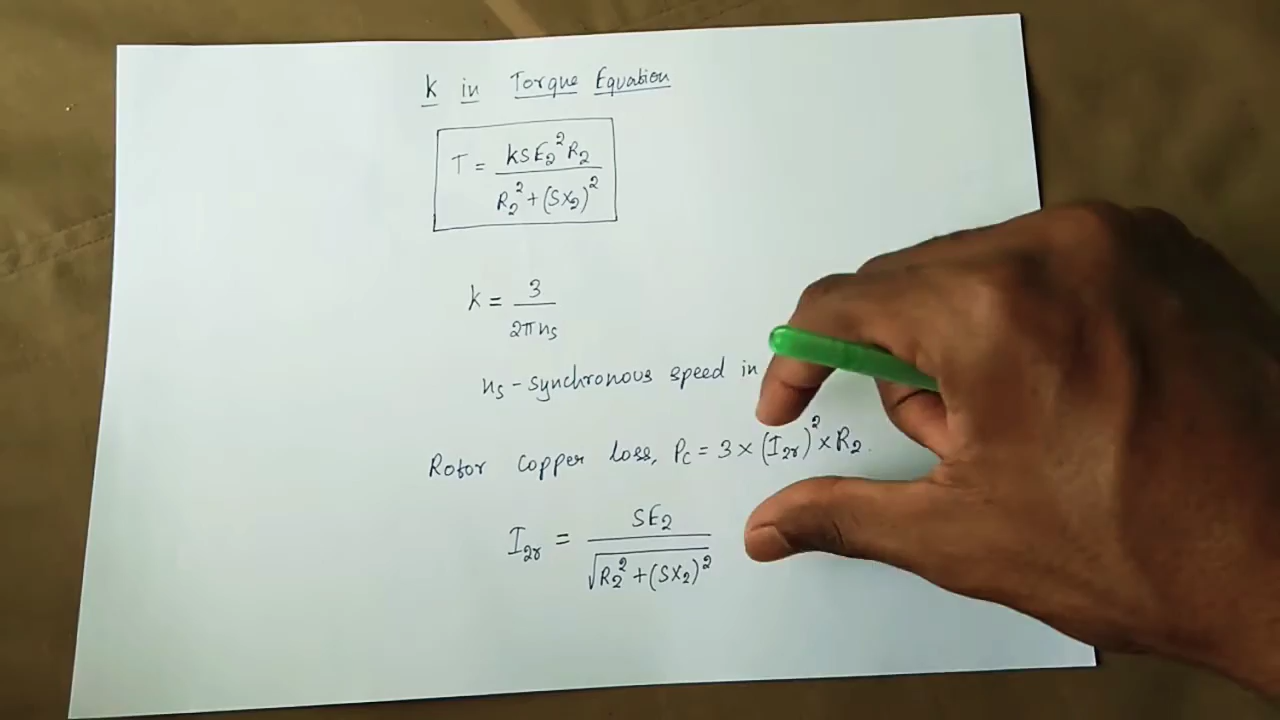 k in Torque Equation
T = kSE₂²R₂ / R₂² + (SX₂)²
k = 3 / 2πnₛ
nₛ - synchronous speed in
Rotor copper loss, Pc = 3 × (I₂ᵣ)² × R₂.
I₂ᵣ = SE₂ / √R₂² + (SX₂)²